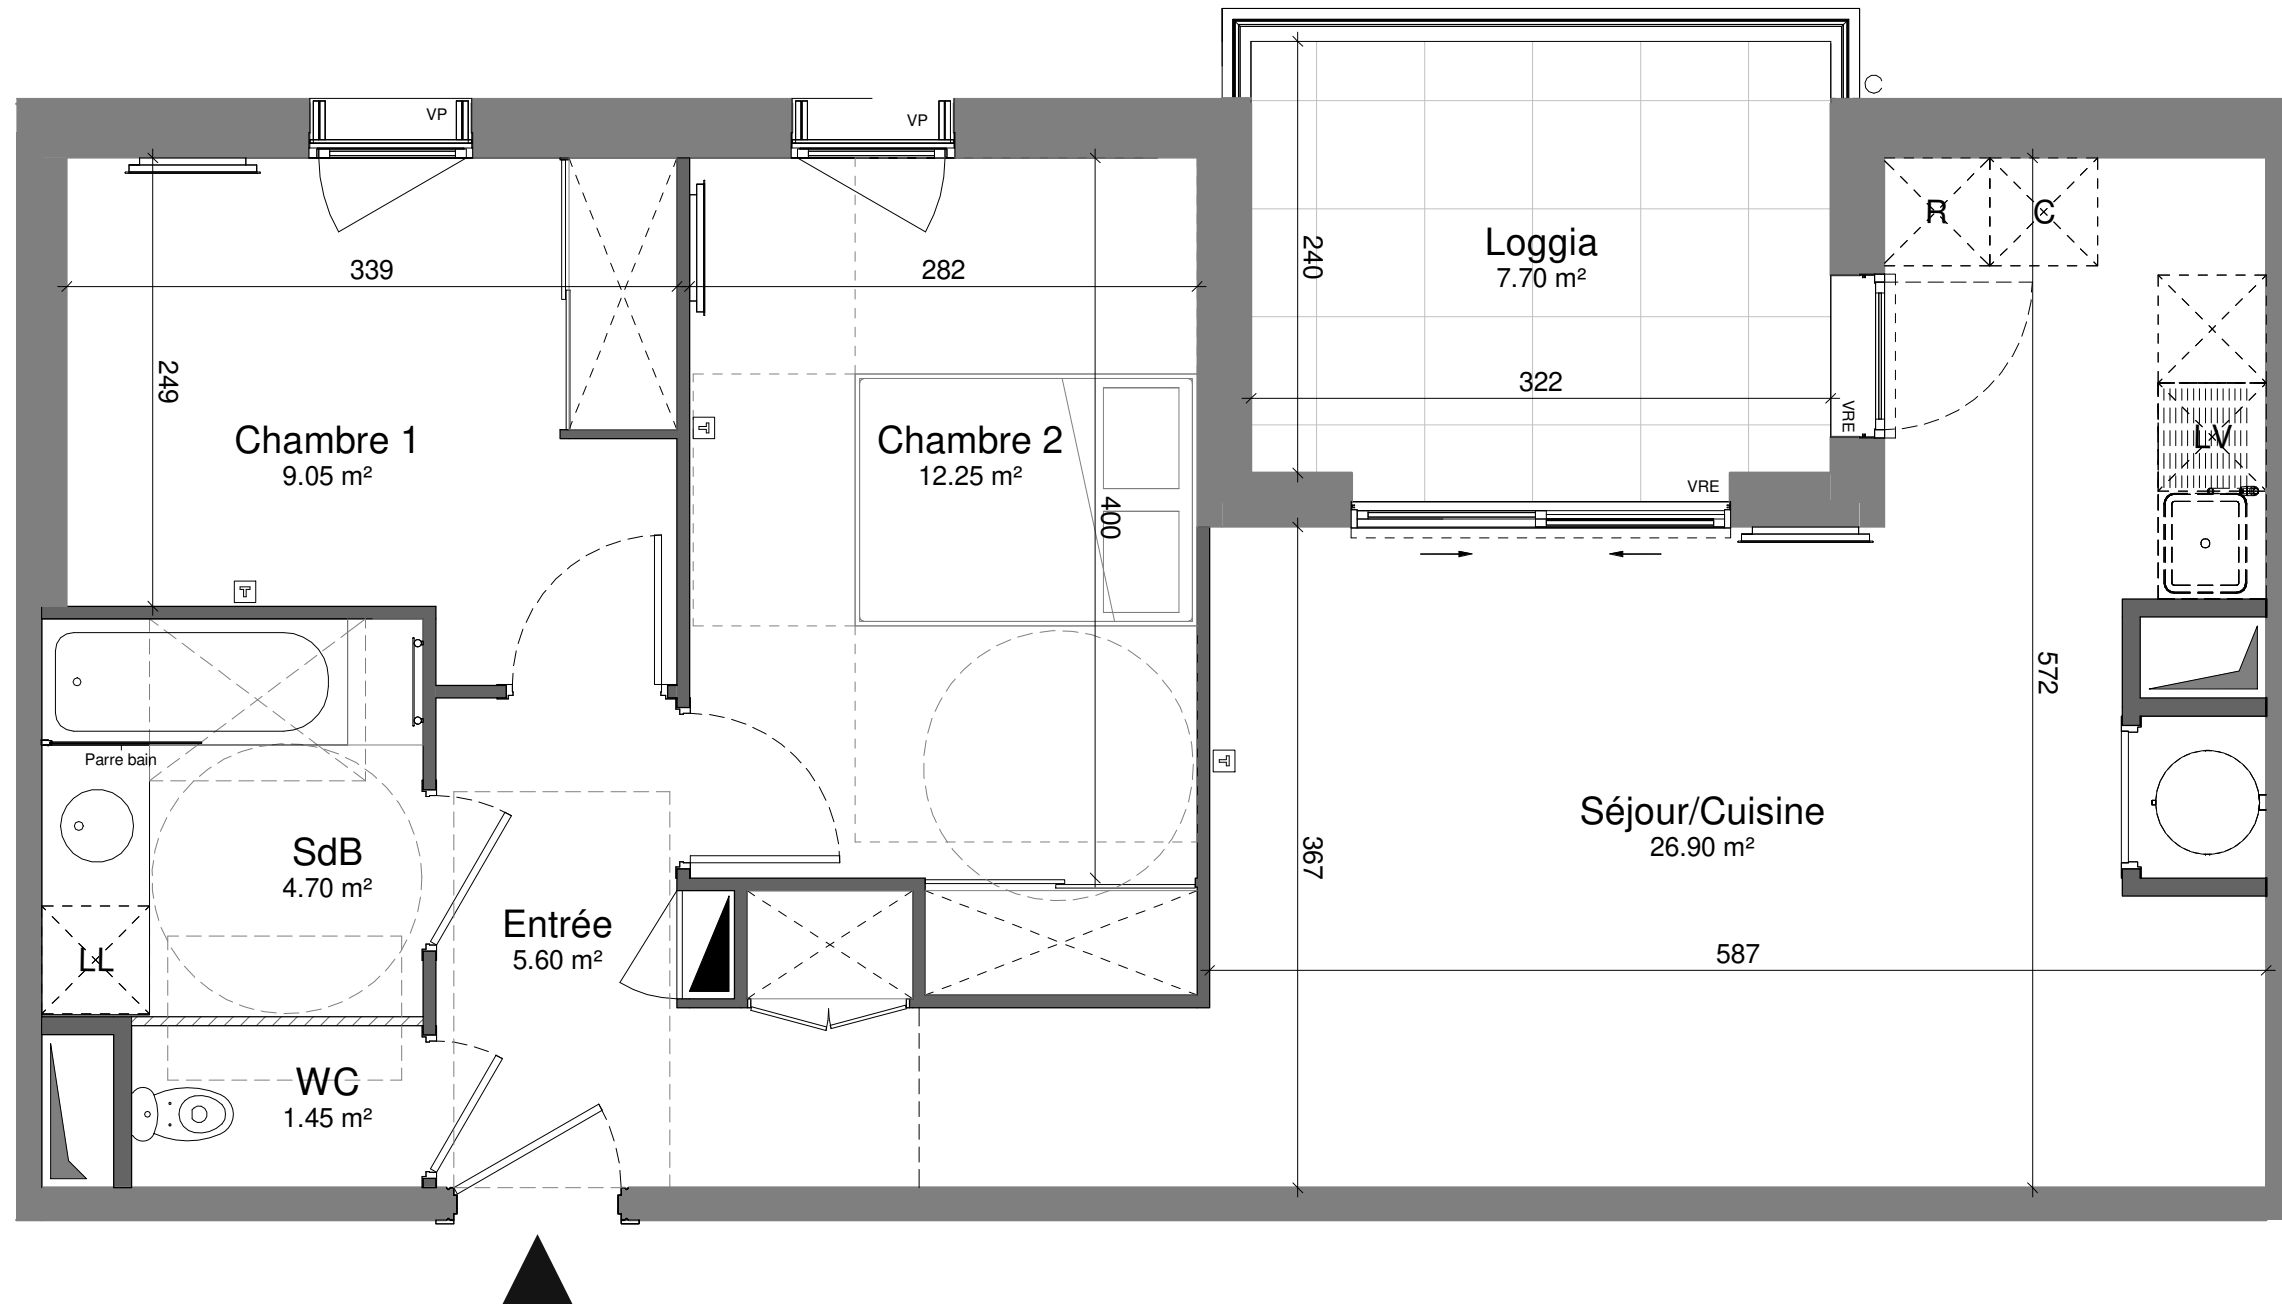 VP
VP
C
R
C
339
282
240
Loggia
7.70 m²
249
322
VRE
LV
Chambre 1
9.05 m²
T
Chambre 2
12.25 m²
400
VRE
T
572
Parre bain
T
SdB
4.70 m²
Séjour/Cuisine
26.90 m²
367
Entrée
5.60 m²
LL
587
WC
1.45 m²